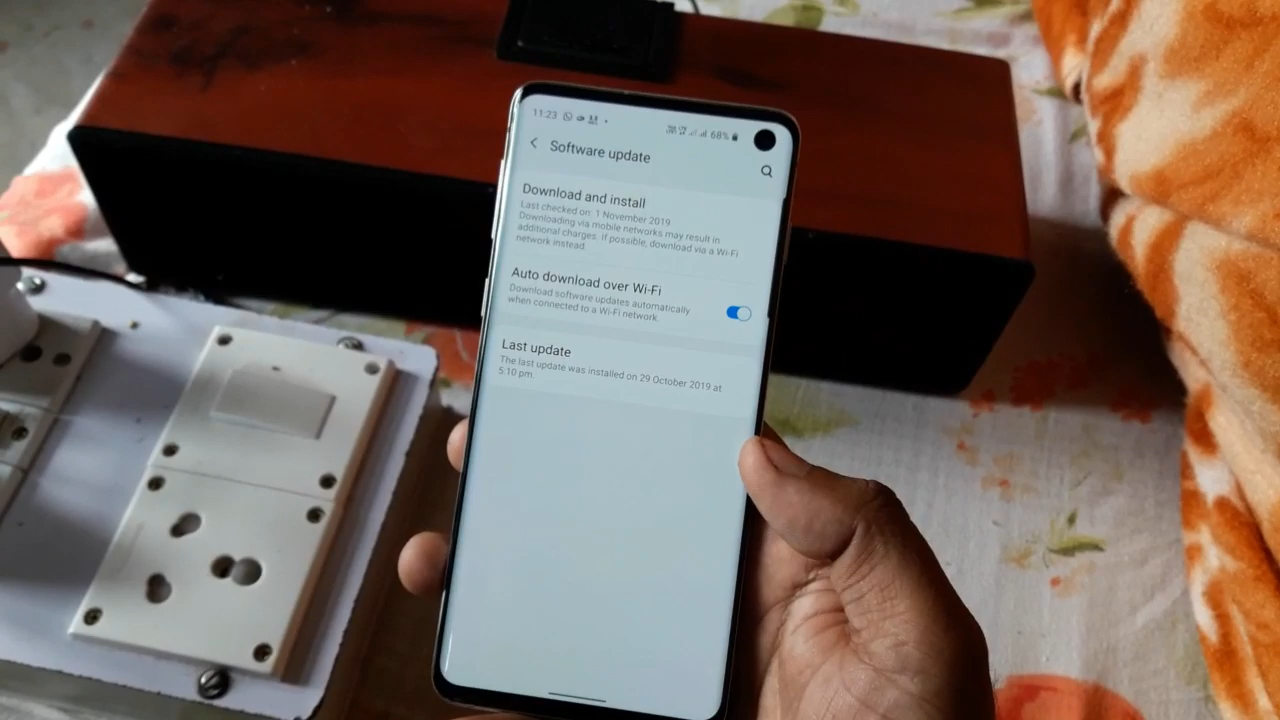 11:23
68%
Software update
Download and install
Last checked on: 1 November 2019
Downloading via mobile networks may result in
additional charges. If possible, download via a Wi-Fi
network instead.
Auto download over Wi-Fi
Download software updates automatically
when connected to a Wi-Fi network.
Last update
The last update was installed on 29 October 2019 at
5:10 pm.